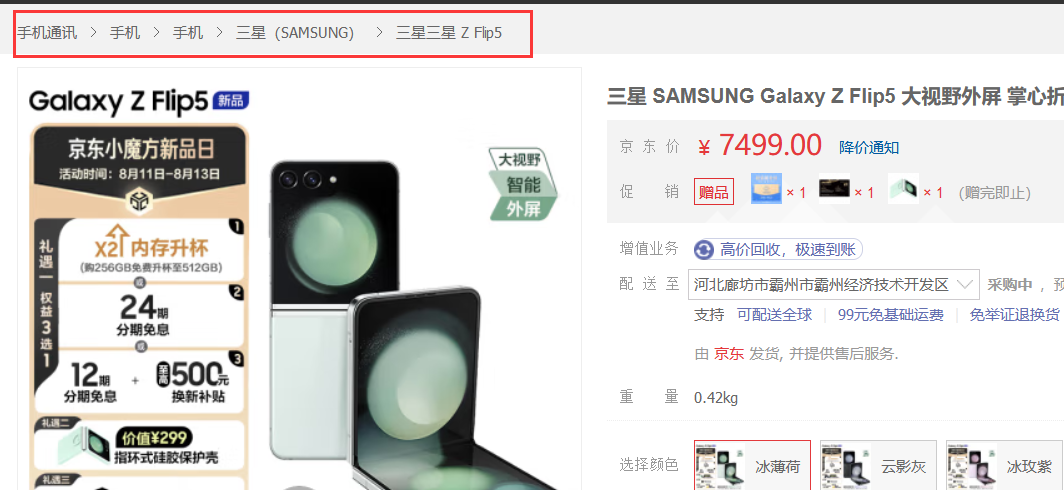 手机通讯 > 手机 > 手机 > 三星（SAMSUNG） > 三星三星 Z Flip5
Galaxy Z Flip5 新品
京东小魔方新品日
活动时间：8月11日-8月13日
礼遇一 权益3选1
1
x2 内存升杯
(购256GB免费升杯至512GB)
或
2
24期
分期免息
或
3
12期
分期免息
+
至高500元
换新补贴
礼遇二
价值¥299
指环式硅胶保护壳
礼遇三
大视野
智能
外屏
三星 SAMSUNG Galaxy Z Flip5 大视野外屏 掌心折
京东价 ¥ 7499.00 降价通知
促销 赠品 × 1 × 1 × 1 (赠完即止)
增值业务 高价回收，极速到账
配送至 河北廊坊市霸州市霸州经济技术开发区 采购中，预
支持 可配送全球 | 99元免基础运费 | 免举证退换货
由 京东 发货, 并提供售后服务.
重量 0.42kg
选择颜色 冰薄荷 云影灰 冰玫紫